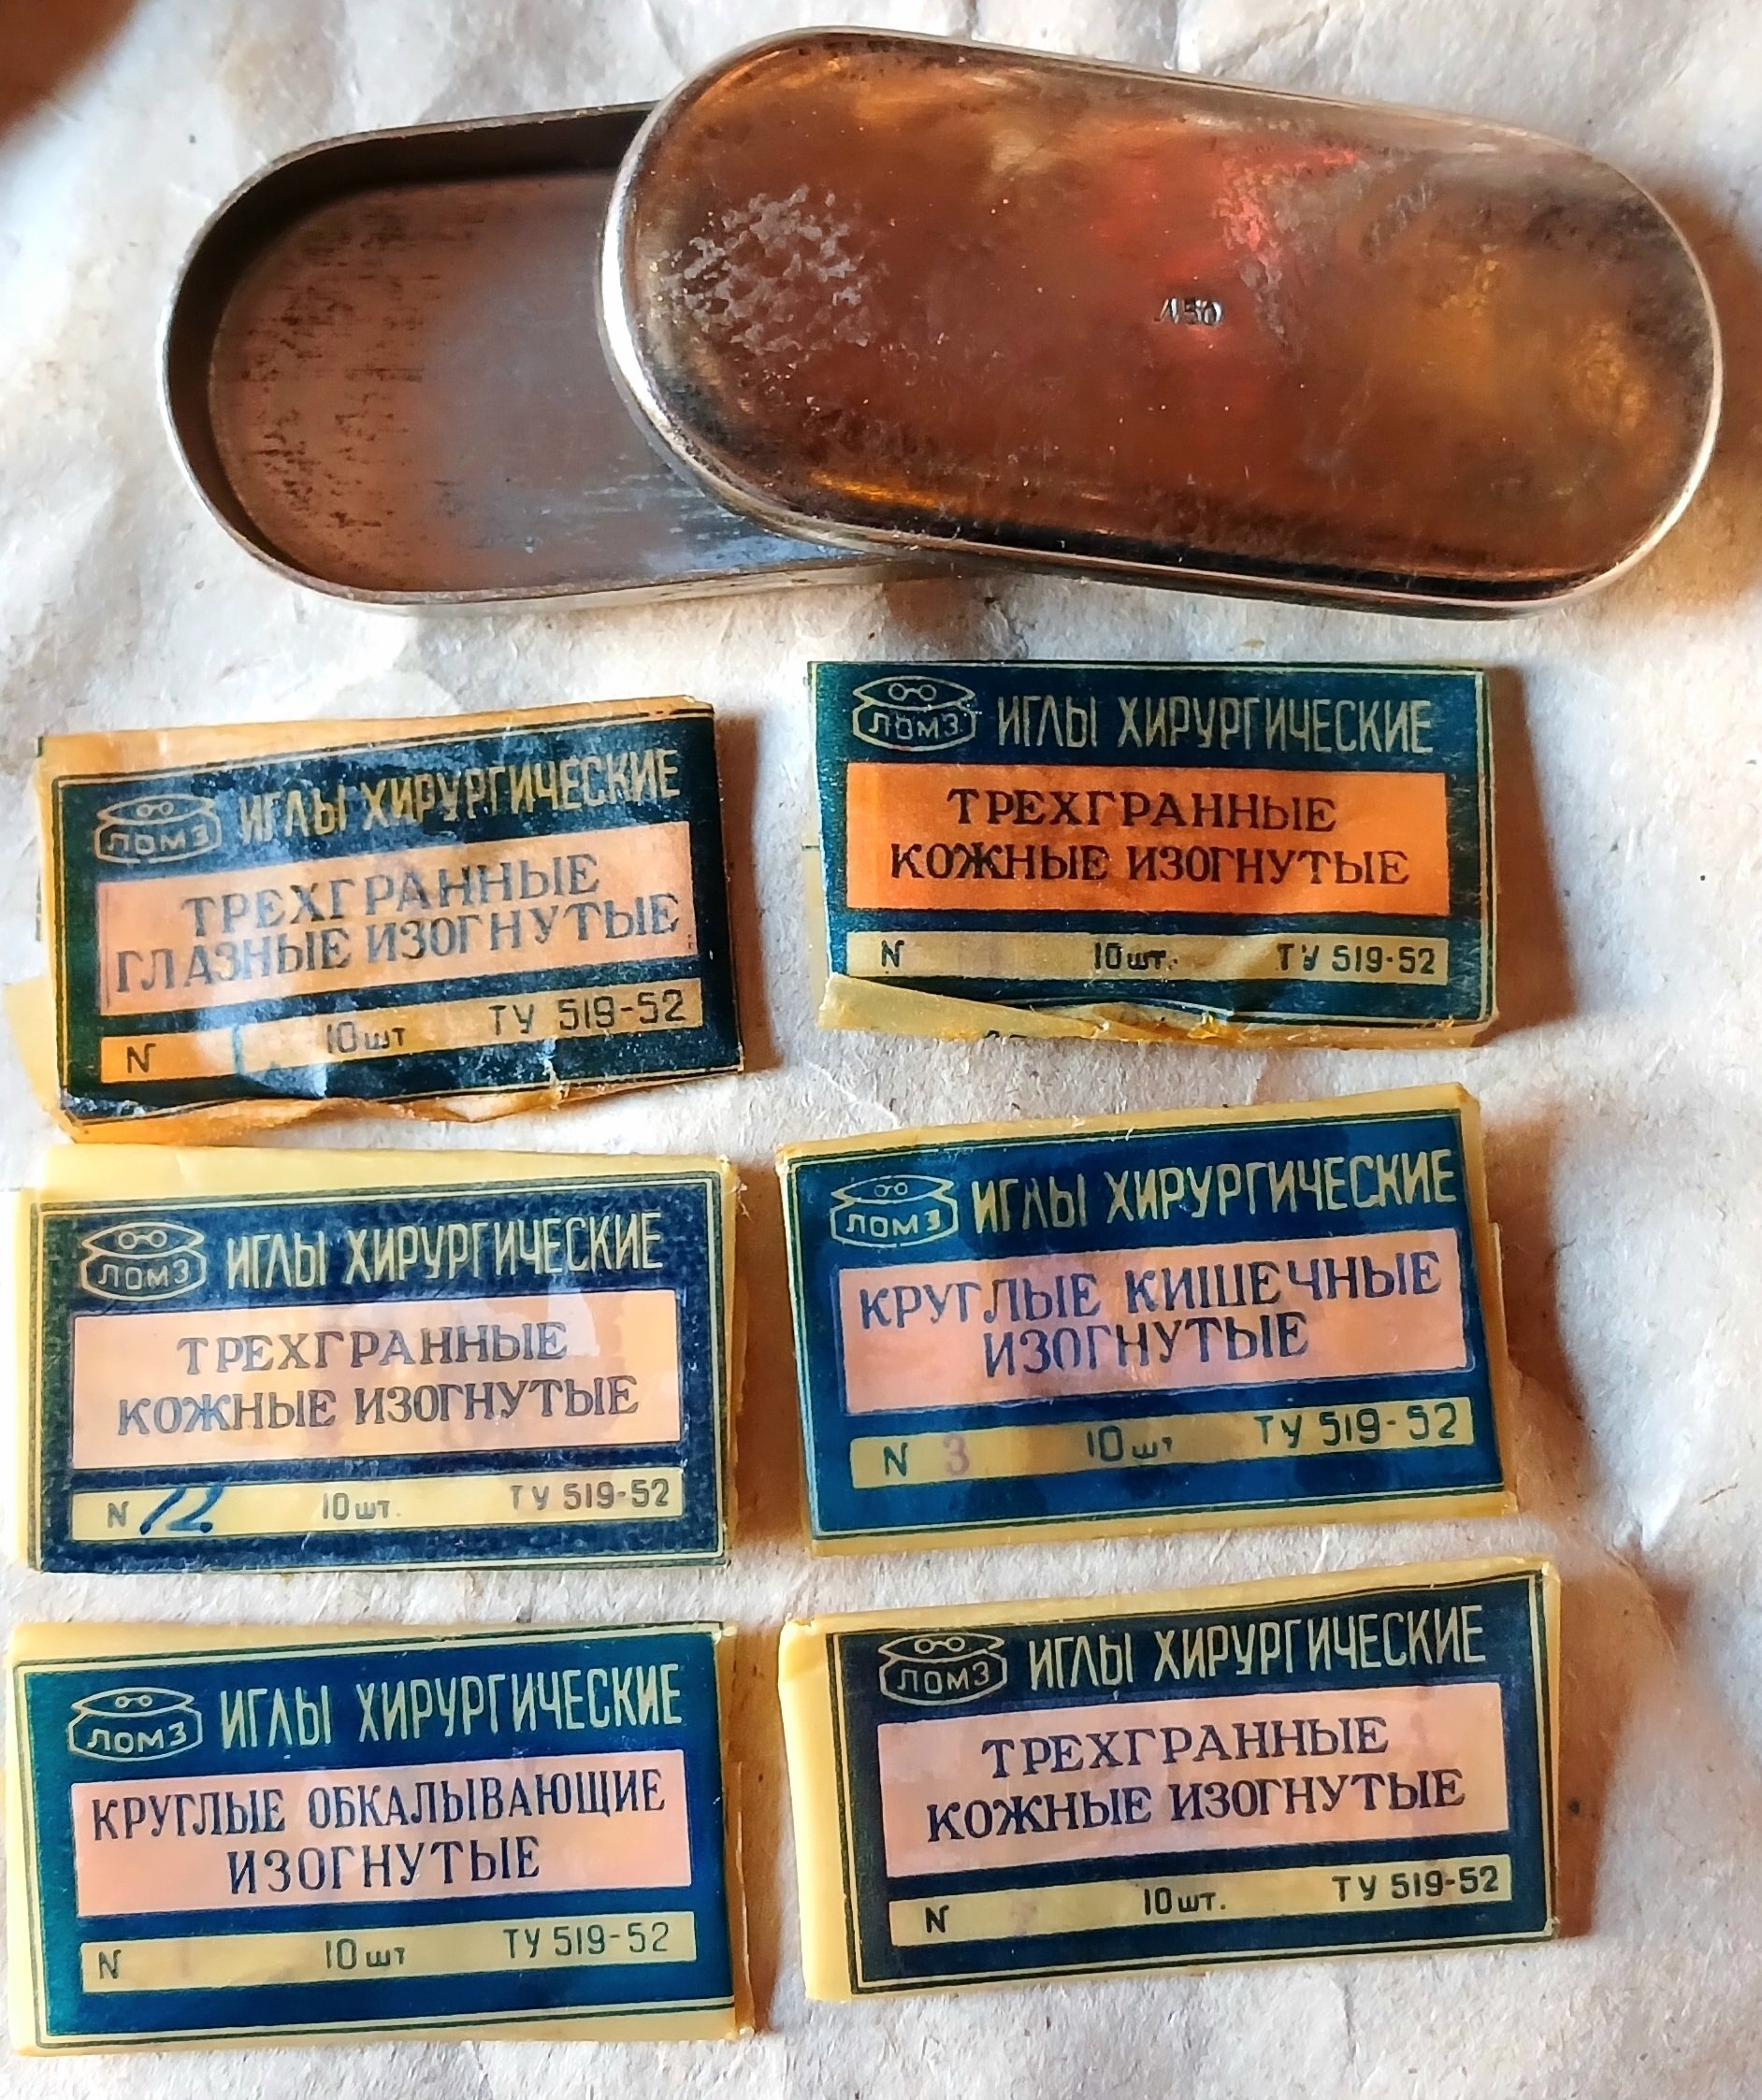 Л50
ЛОМЗ ИГЛЫ ХИРУРГИЧЕСКИЕ
ТРЕХГРАННЫЕ
ГЛАЗНЫЕ ИЗОГНУТЫЕ
N 10шт ТУ 519-52
ЛОМЗ ИГЛЫ ХИРУРГИЧЕСКИЕ
ТРЕХГРАННЫЕ
КОЖНЫЕ ИЗОГНУТЫЕ
N 10шт. ТУ 519-52
ЛОМЗ ИГЛЫ ХИРУРГИЧЕСКИЕ
ТРЕХГРАННЫЕ
КОЖНЫЕ ИЗОГНУТЫЕ
N 12 10шт. ТУ 519-52
ЛОМЗ ИГЛЫ ХИРУРГИЧЕСКИЕ
КРУГЛЫЕ КИШЕЧНЫЕ
ИЗОГНУТЫЕ
N 3 10шт ТУ 519-52
ЛОМЗ ИГЛЫ ХИРУРГИЧЕСКИЕ
КРУГЛЫЕ ОБКАЛЫВАЮЩИЕ
ИЗОГНУТЫЕ
N 10шт ТУ 519-52
ЛОМЗ ИГЛЫ ХИРУРГИЧЕСКИЕ
ТРЕХГРАННЫЕ
КОЖНЫЕ ИЗОГНУТЫЕ
N 10шт. ТУ 519-52